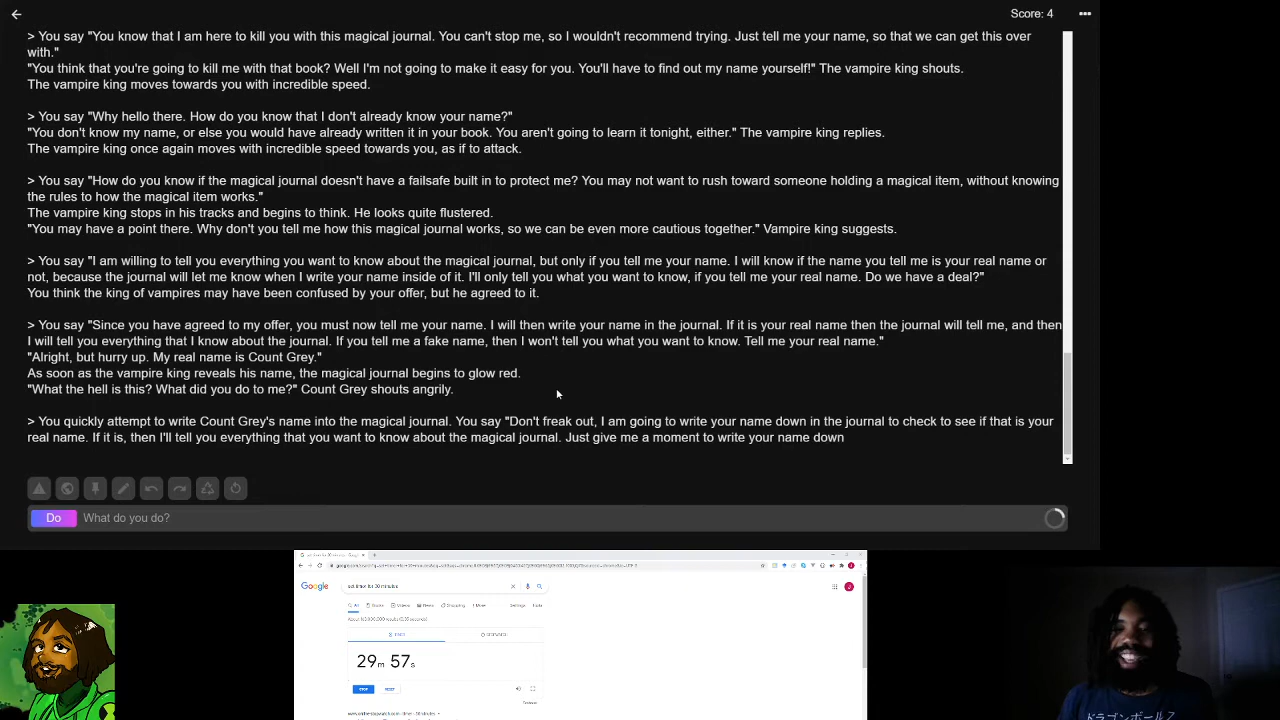 Score: 4
> You say "You know that I am here to kill you with this magical journal. You can't stop me, so I wouldn't recommend trying. Just tell me your name, so that we can get this over
with."
"You think that you're going to kill me with that book? Well I'm not going to make it easy for you. You'll have to find out my name yourself!" The vampire king shouts.
The vampire king moves towards you with incredible speed.
> You say "Why hello there. How do you know that I don't already know your name?"
"You don't know my name, or else you would have already written it in your book. You aren't going to learn it tonight, either." The vampire king replies.
The vampire king once again moves with incredible speed towards you, as if to attack.
> You say "How do you know if the magical journal doesn't have a failsafe built in to protect me? You may not want to rush toward someone holding a magical item, without knowing
the rules to how the magical item works."
The vampire king stops in his tracks and begins to think. He looks quite flustered.
"You may have a point there. Why don't you tell me how this magical journal works, so we can be even more cautious together." Vampire king suggests.
> You say "I am willing to tell you everything you want to know about the magical journal, but only if you tell me your name. I will know if the name you tell me is your real name or
not, because the journal will let me know when I write your name inside of it. I'll only tell you what you want to know, if you tell me your real name. Do we have a deal?"
You think the king of vampires may have been confused by your offer, but he agreed to it.
> You say "Since you have agreed to my offer, you must now tell me your name. I will then write your name in the journal. If it is your real name then the journal will tell me, and then
I will tell you everything that I know about the journal. If you tell me a fake name, then I won't tell you what you want to know. Tell me your real name."
"Alright, but hurry up. My real name is Count Grey."
As soon as the vampire king reveals his name, the magical journal begins to glow red.
"What the hell is this? What did you do to me?" Count Grey shouts angrily.
> You quickly attempt to write Count Grey's name into the magical journal. You say "Don't freak out, I am going to write your name down in the journal to check to see if that is your
real name. If it is, then I'll tell you everything that you want to know about the magical journal. Just give me a moment to write your name down
Do What do you do?
Google
set timer for 30 minutes
All Books Videos News Shopping More Settings
29m 57s
STOP RESET
ドラゴンボールZ